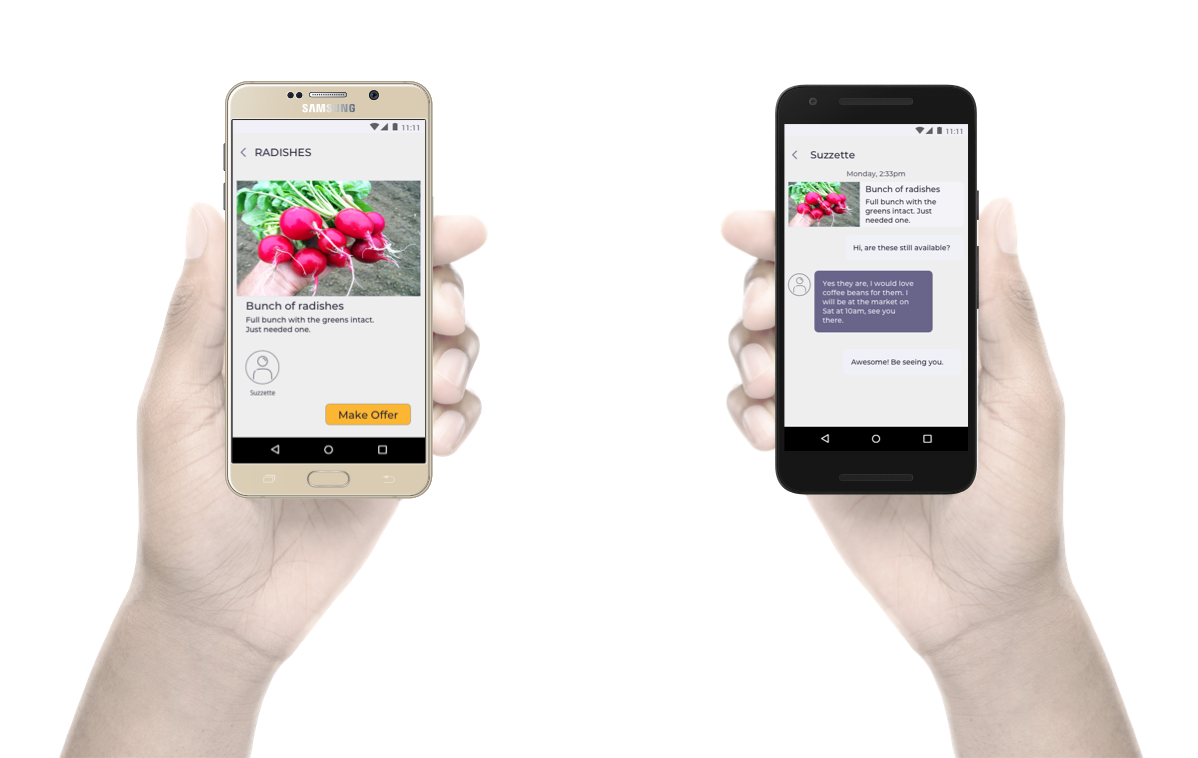 SAMSUNG
11:11
RADISHES
Bunch of radishes
Full bunch with the greens intact.
Just needed one.
Suzzette
Make Offer
11:11
Suzzette
Monday, 2:33pm
Bunch of radishes
Full bunch with the
greens intact. Just
needed one.
Hi, are these still available?
Yes they are, I would love
coffee beans for them. I
will be at the market on
Sat at 10am, see you
there.
Awesome! Be seeing you.